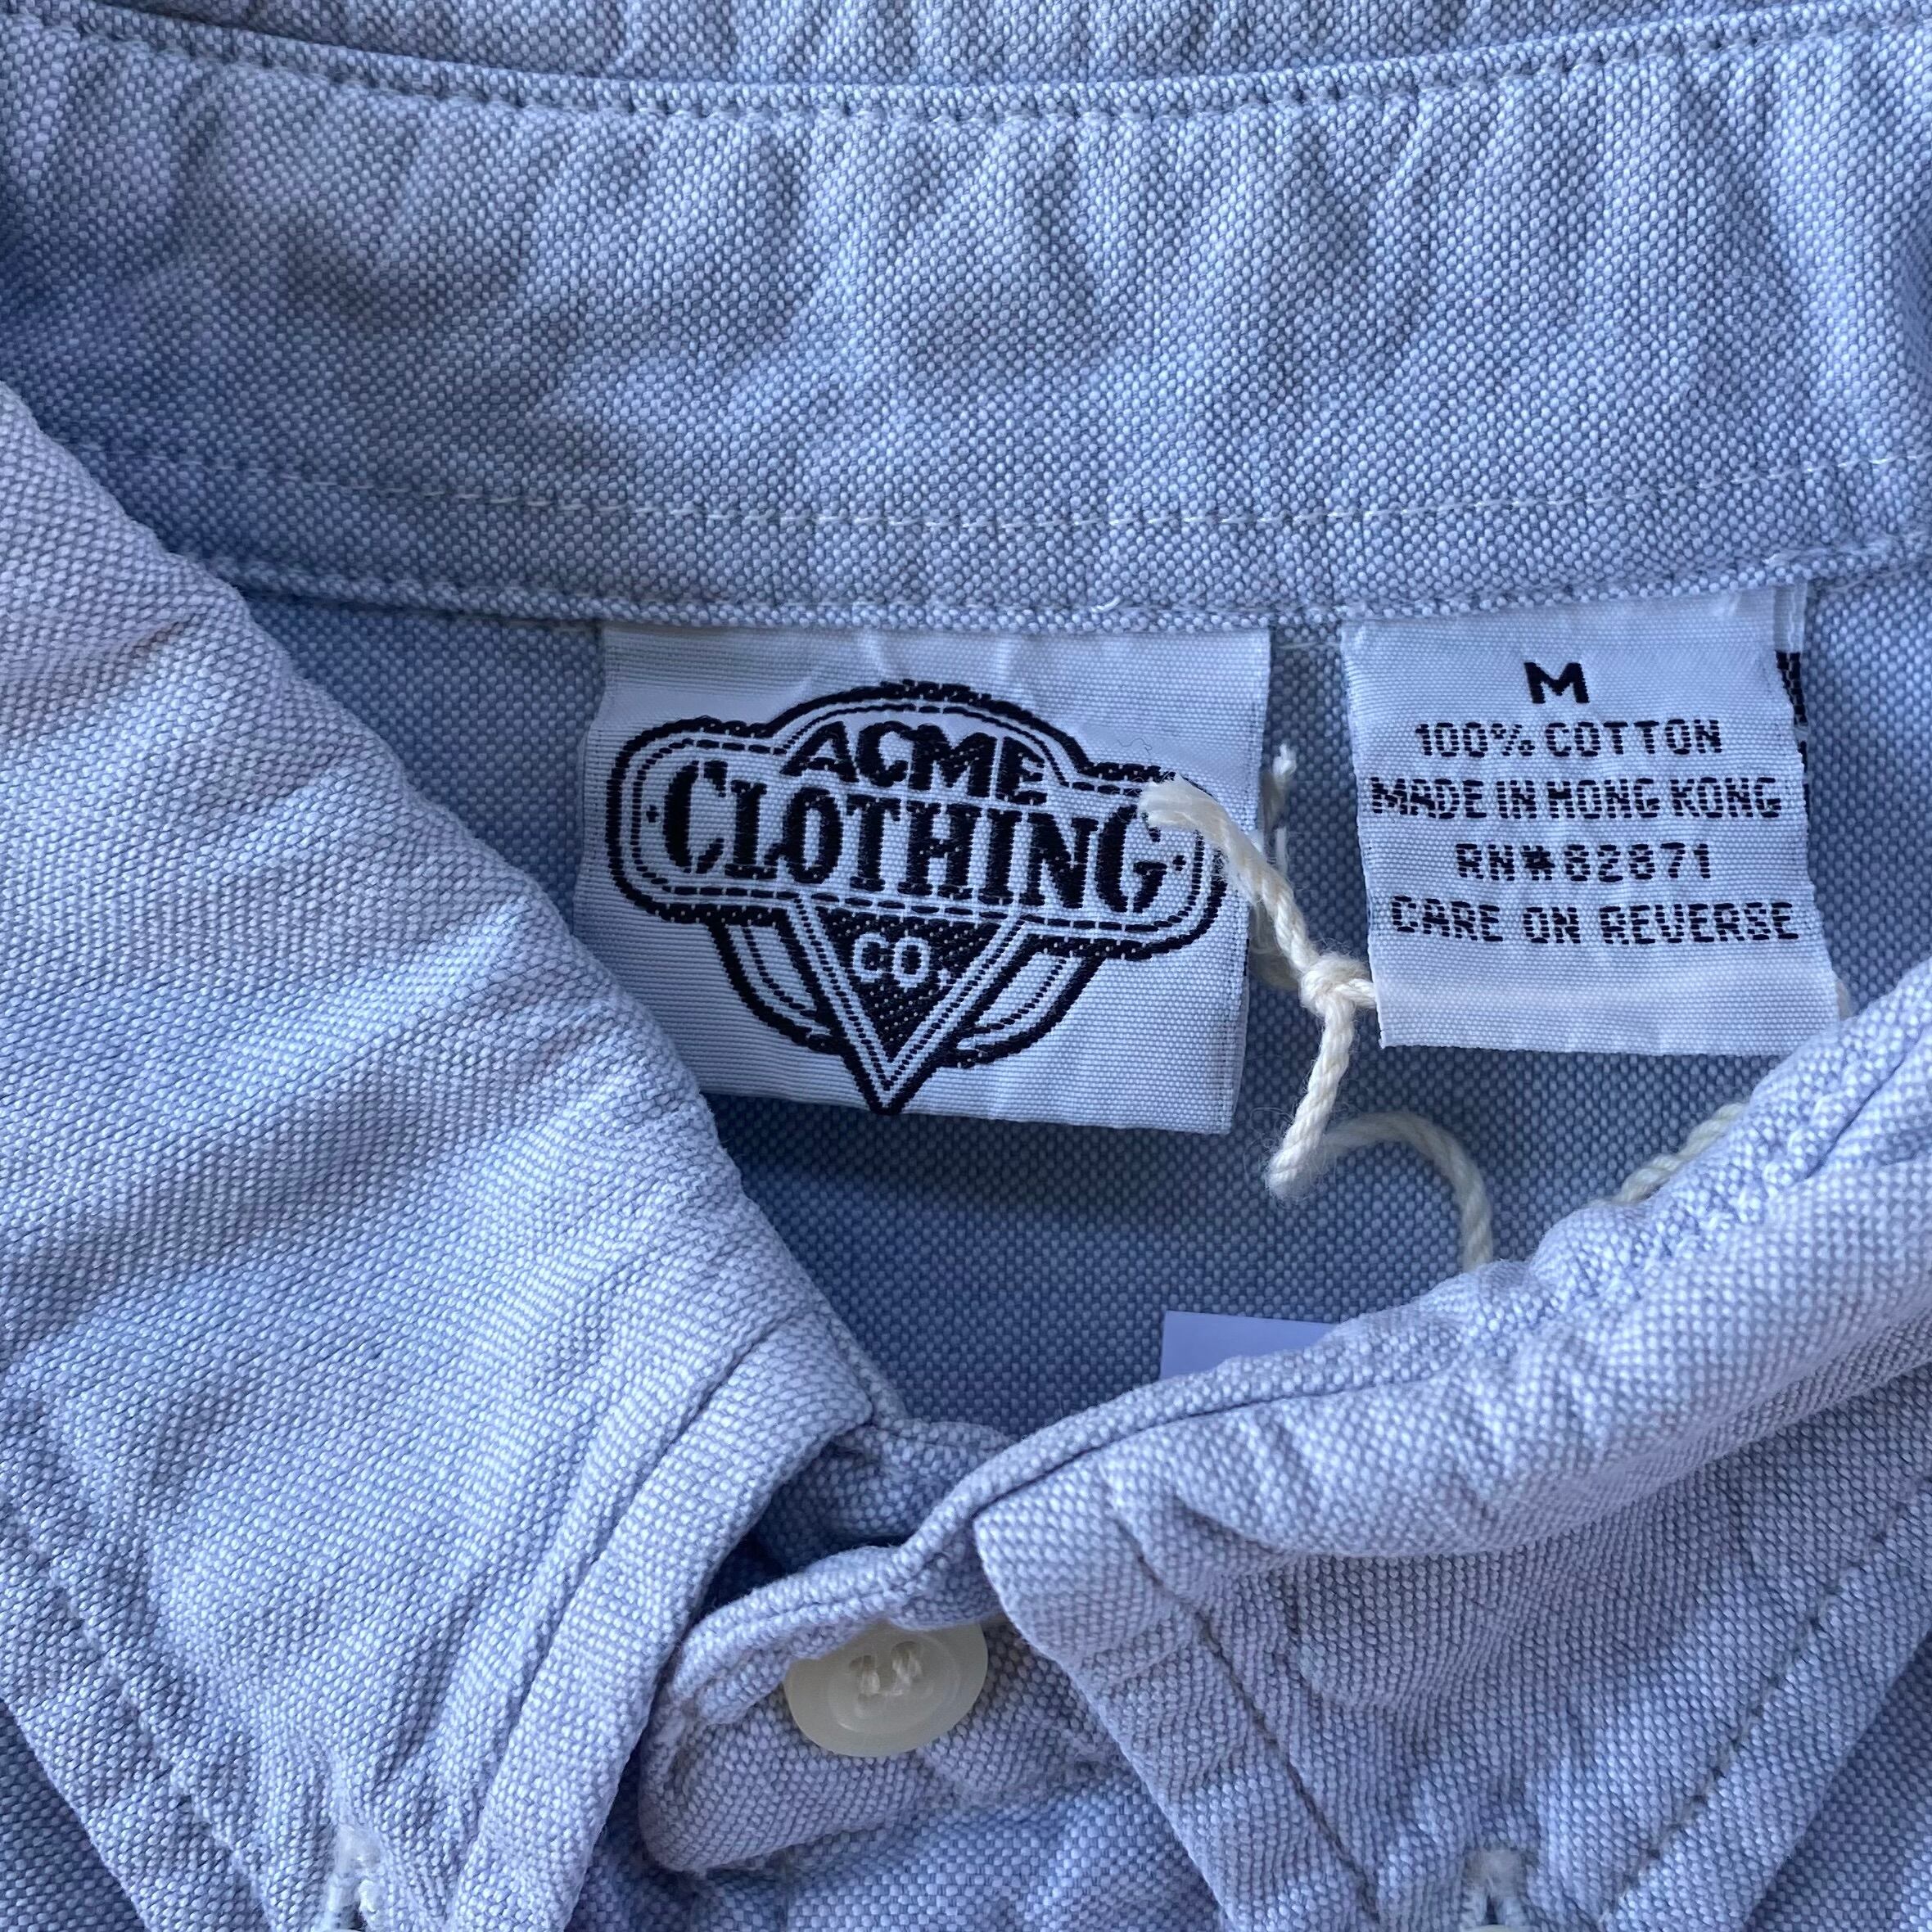 ACME
CLOTHING
CO.
M
100% COTTON
MADE IN HONG KONG
RN#82871
CARE ON REVERSE